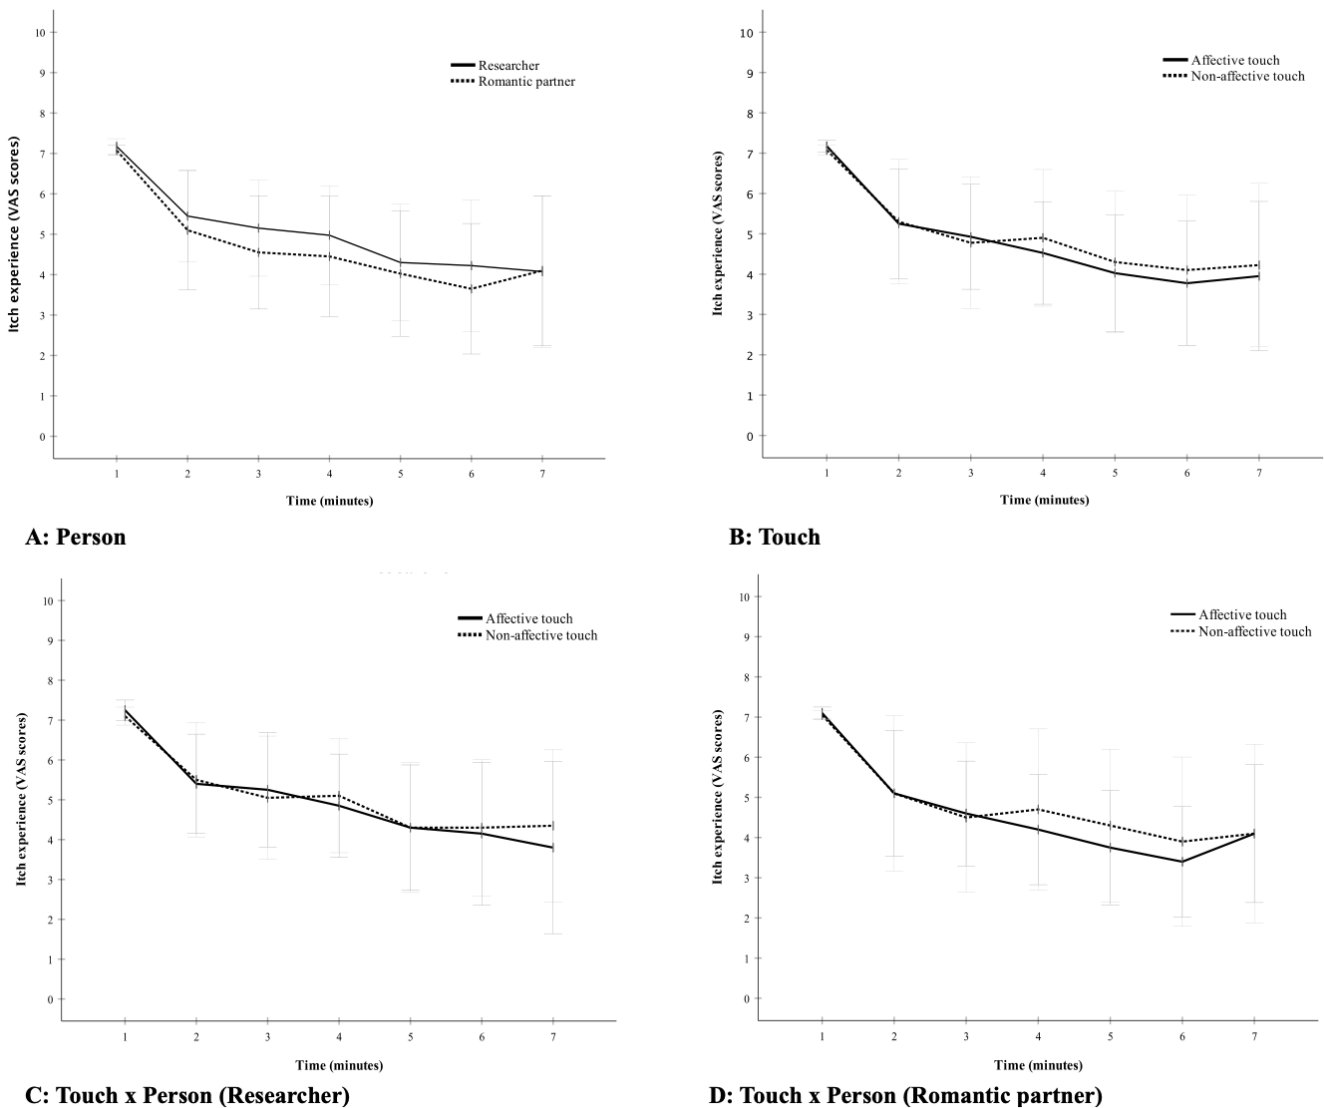 10
9
8
7
6
5
4
3
2
1
0
Itch experience (VAS scores)
Researcher
Romantic partner
1 2 3 4 5 6 7
Time (minutes)
A: Person
10
9
8
7
6
5
4
3
2
1
0
Itch experience (VAS scores)
Affective touch
Non-affective touch
1 2 3 4 5 6 7
Time (minutes)
B: Touch
10
9
8
7
6
5
4
3
2
1
0
Itch experience (VAS scores)
Affective touch
Non-affective touch
1 2 3 4 5 6 7
Time (minutes)
C: Touch x Person (Researcher)
10
9
8
7
6
5
4
3
2
1
0
Itch experience (VAS scores)
Affective touch
Non-affective touch
1 2 3 4 5 6 7
Time (minutes)
D: Touch x Person (Romantic partner)